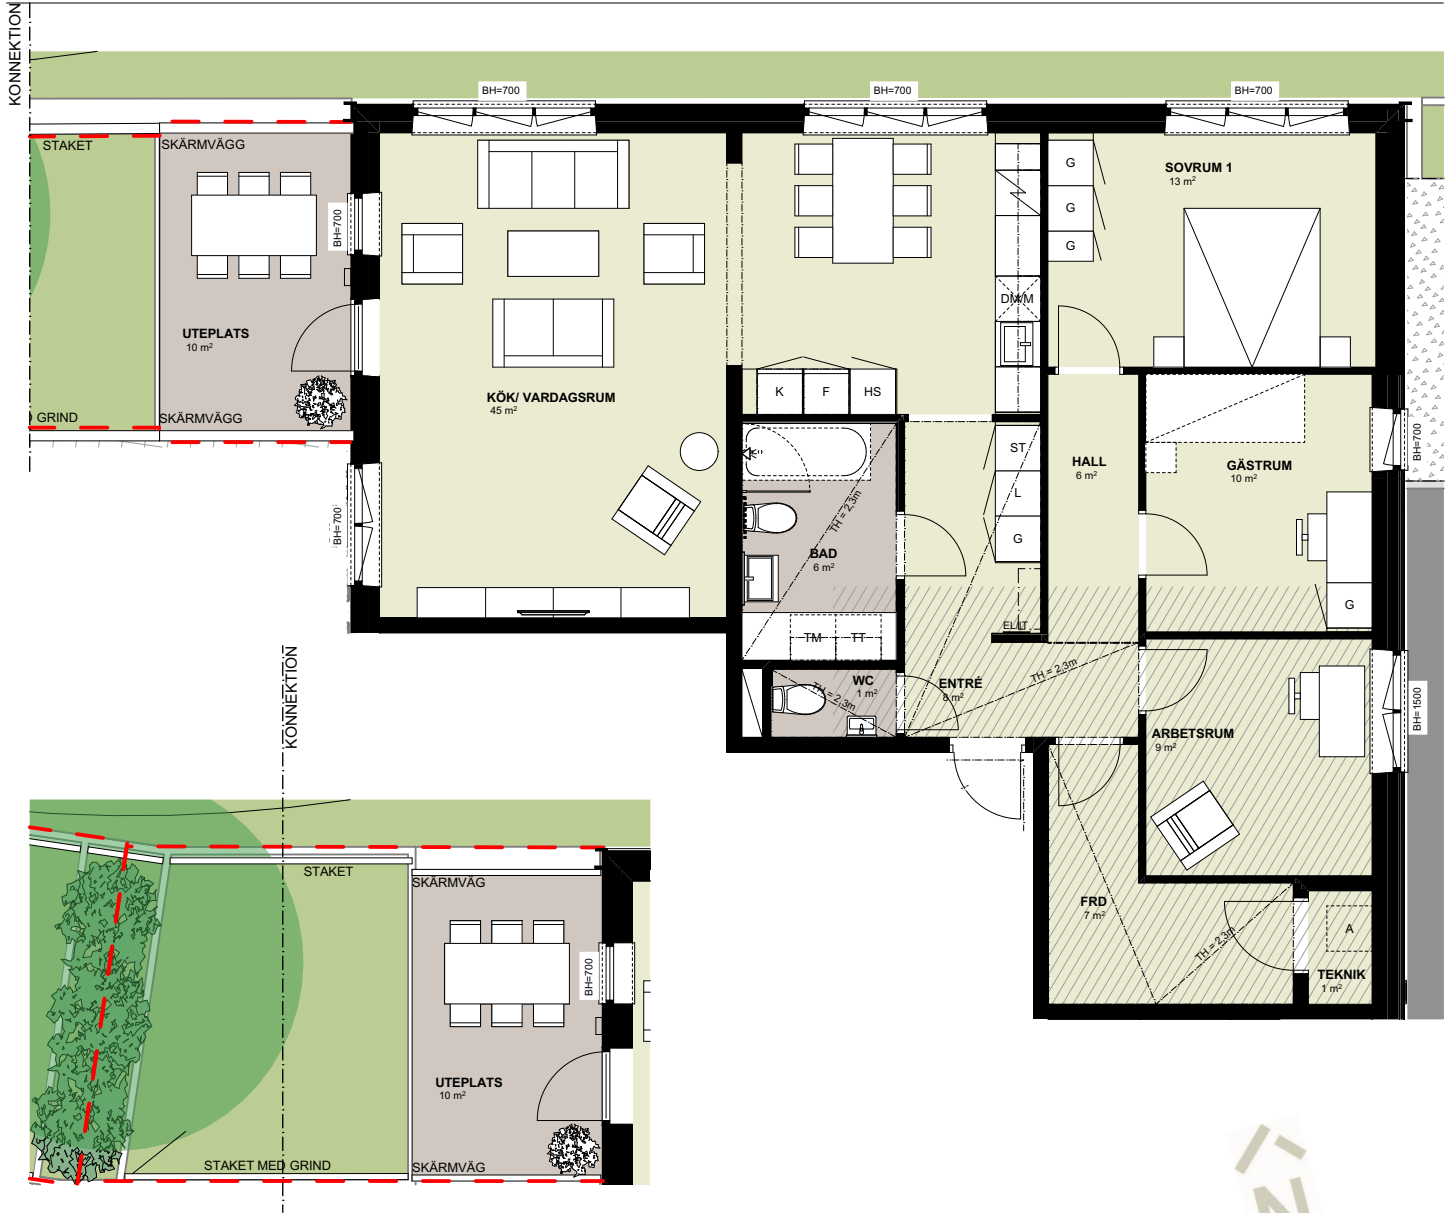 KONNEKTION
BH=700
BH=700
BH=700
STAKET
SKÄRMVÄGG
BH=700
UTEPLATS
10 m²
GRIND
SKÄRMVÄGG
BH=700
KÖK/ VARDAGSRUM
45 m²
DM/M
K
F
HS
G
G
G
SOVRUM 1
13 m²
ST
L
G
EL/IT
HALL
6 m²
GÄSTRUM
10 m²
BH=700
G
TH = 2,3m
BAD
6 m²
TM
TT
WC
1 m²
TH = 2,3m
ENTRÉ
8 m²
TH = 2,3m
ARBETSRUM
9 m²
BH=1500
FRD
7 m²
TH = 2,3m
A
TEKNIK
1 m²
KONNEKTION
STAKET
SKÄRMVÄG
BH=700
UTEPLATS
10 m²
STAKET MED GRIND
SKÄRMVÄG
N